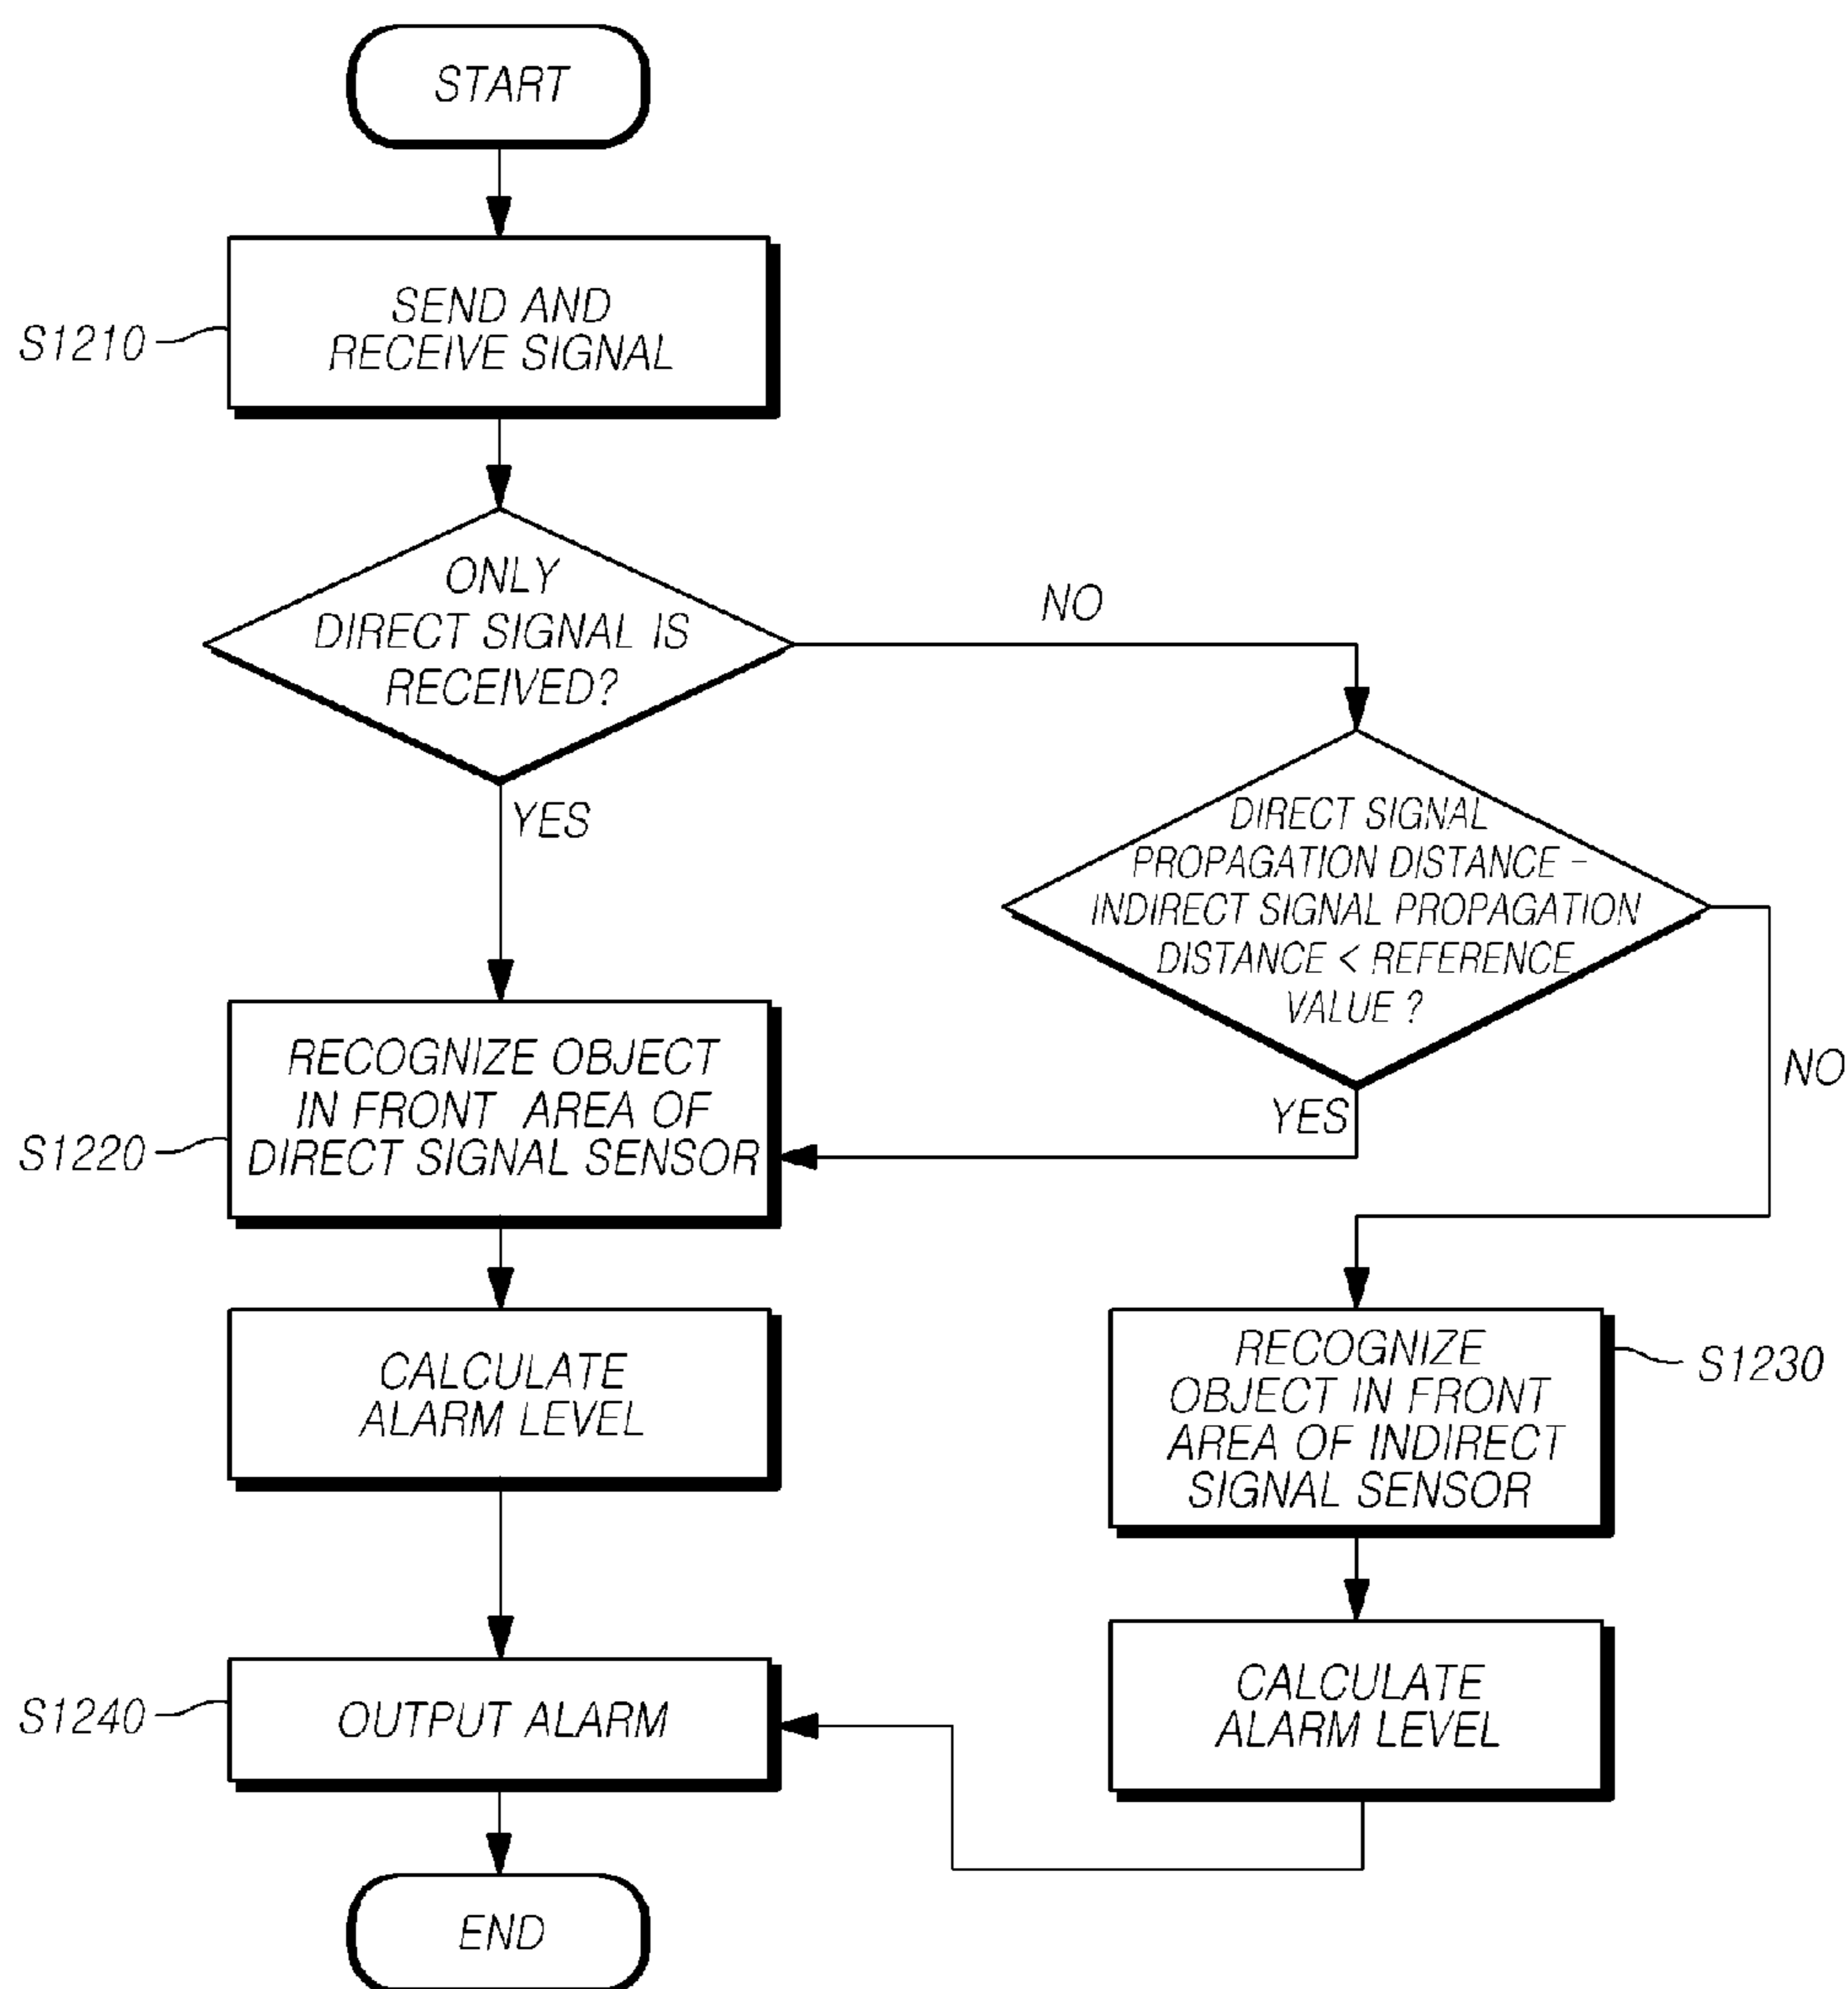 START
SEND AND
RECEIVE SIGNAL
S1210
ONLY
DIRECT SIGNAL IS
RECEIVED?
NO
YES
DIRECT SIGNAL
PROPAGATION DISTANCE -
INDIRECT SIGNAL PROPAGATION
DISTANCE < REFERENCE
VALUE ?
NO
YES
RECOGNIZE OBJECT
IN FRONT AREA OF
DIRECT SIGNAL SENSOR
S1220
CALCULATE
ALARM LEVEL
RECOGNIZE
OBJECT IN FRONT
AREA OF INDIRECT
SIGNAL SENSOR
S1230
CALCULATE
ALARM LEVEL
OUTPUT ALARM
S1240
END